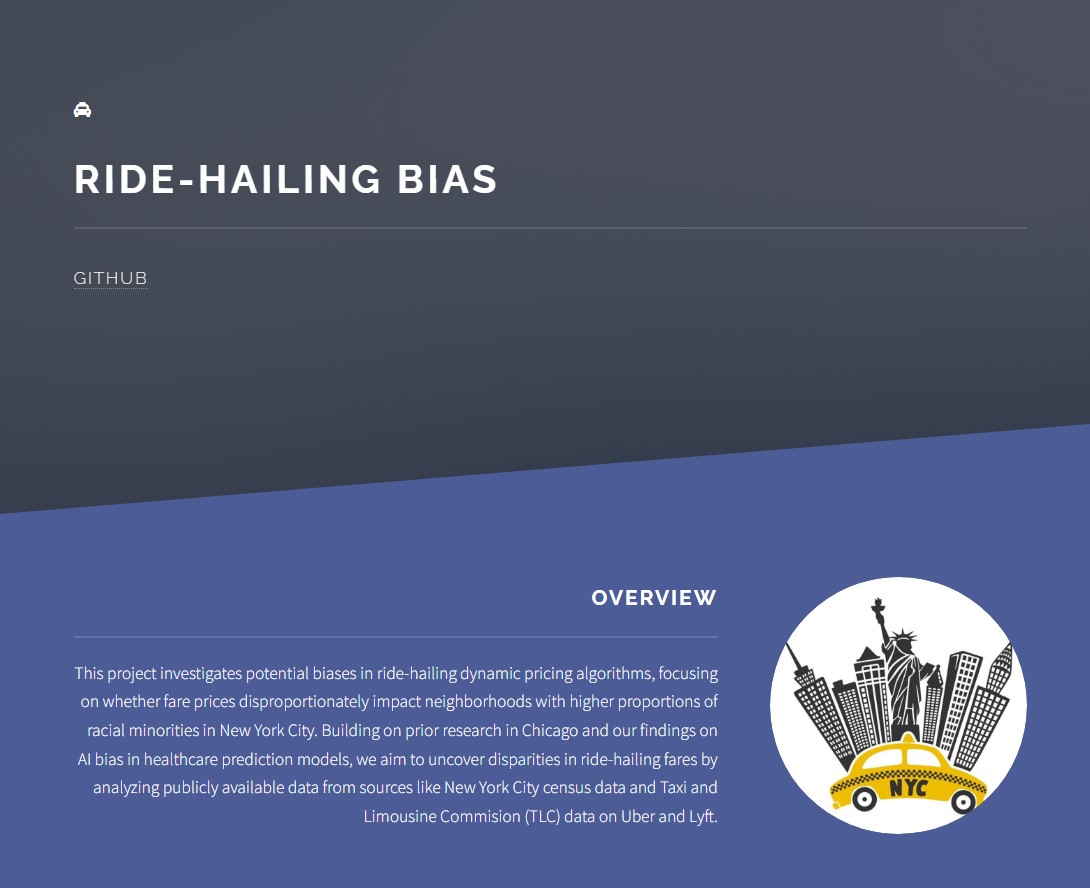 RIDE-HAILING BIAS
GITHUB
OVERVIEW
This project investigates potential biases in ride-hailing dynamic pricing algorithms, focusing
on whether fare prices disproportionately impact neighborhoods with higher proportions of
racial minorities in New York City. Building on prior research in Chicago and our findings on
AI bias in healthcare prediction models, we aim to uncover disparities in ride-hailing fares by
analyzing publicly available data from sources like New York City census data and Taxi and
Limousine Commision (TLC) data on Uber and Lyft.
NYC